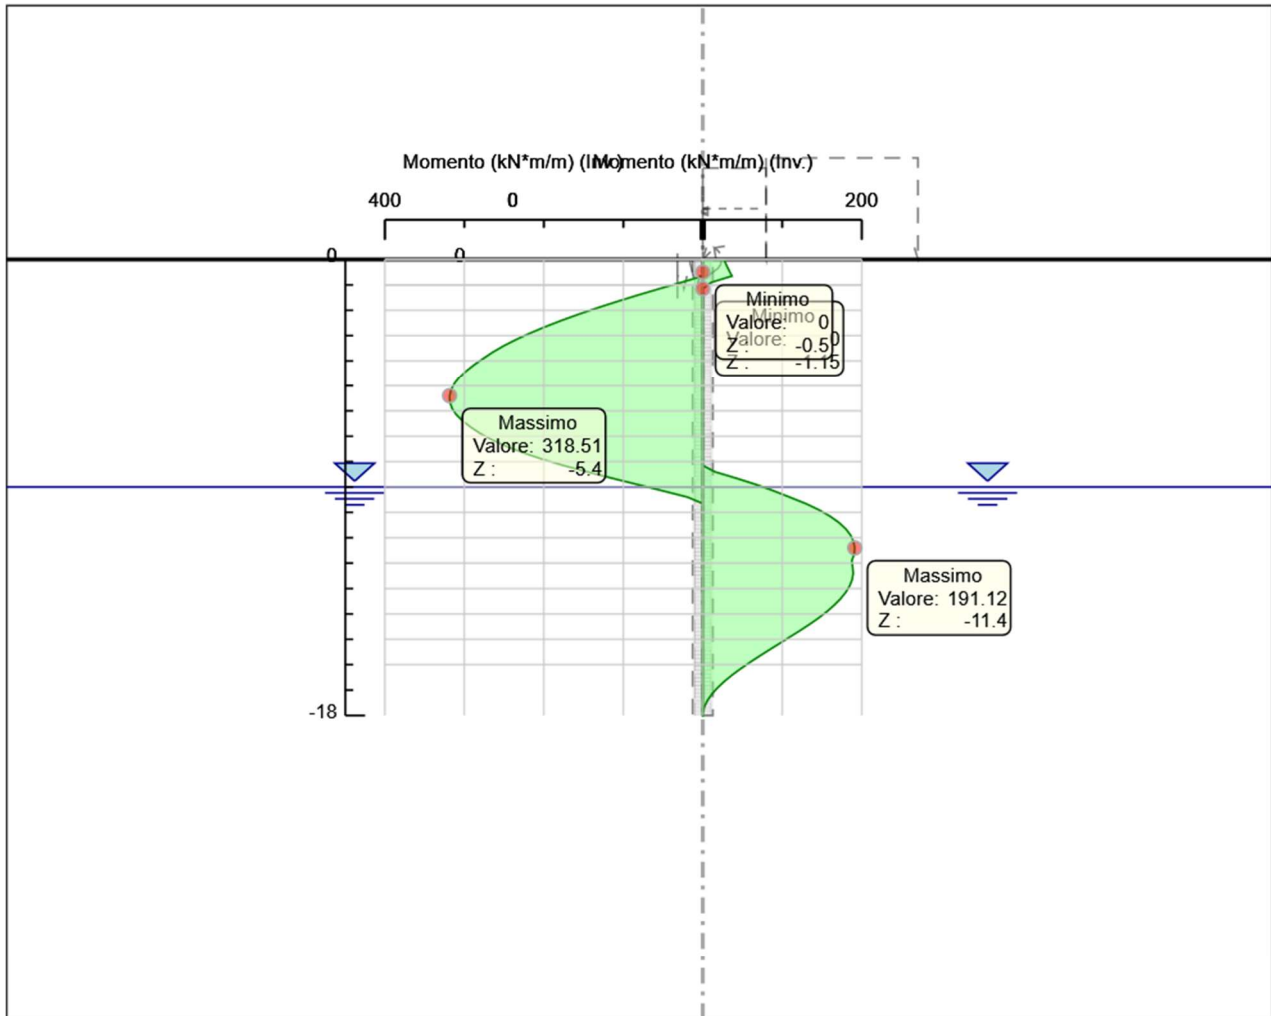 Momento (kN*m/m) (Inv.)
Momento (kN*m/m) (Inv.)
400
0
200
0
0
Minimo
Valore: 0
Z : -0.5
Minimo
Valore: 0
Z : -1.15
Massimo
Valore: 318.51
Z : -5.4
Massimo
Valore: 191.12
Z : -11.4
-18